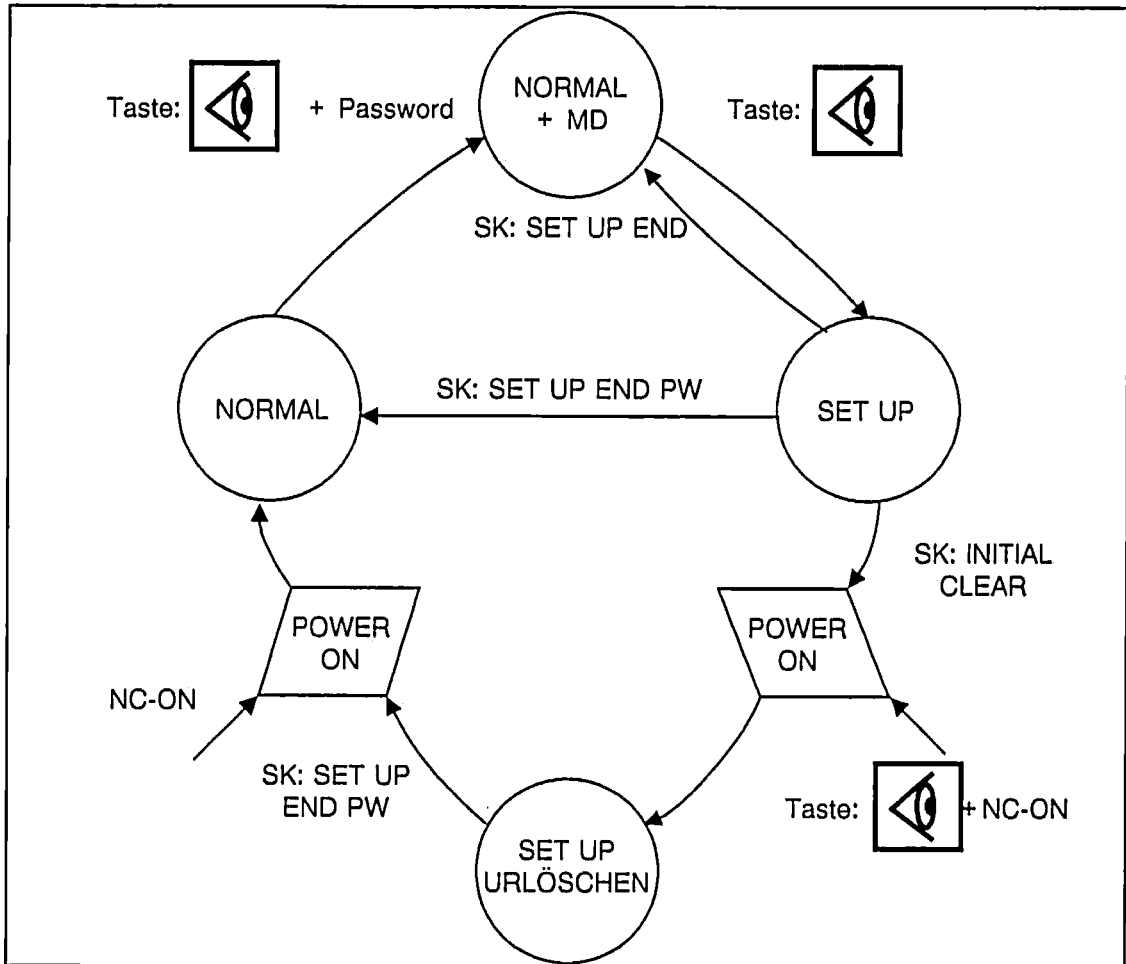 Taste:
+ Password
NORMAL
+ MD
Taste:
SK: SET UP END
NORMAL
SK: SET UP END PW
SET UP
SK: INITIAL
CLEAR
POWER
ON
POWER
ON
NC-ON
SK: SET UP
END PW
Taste:
+ NC-ON
SET UP
URLÖSCHEN